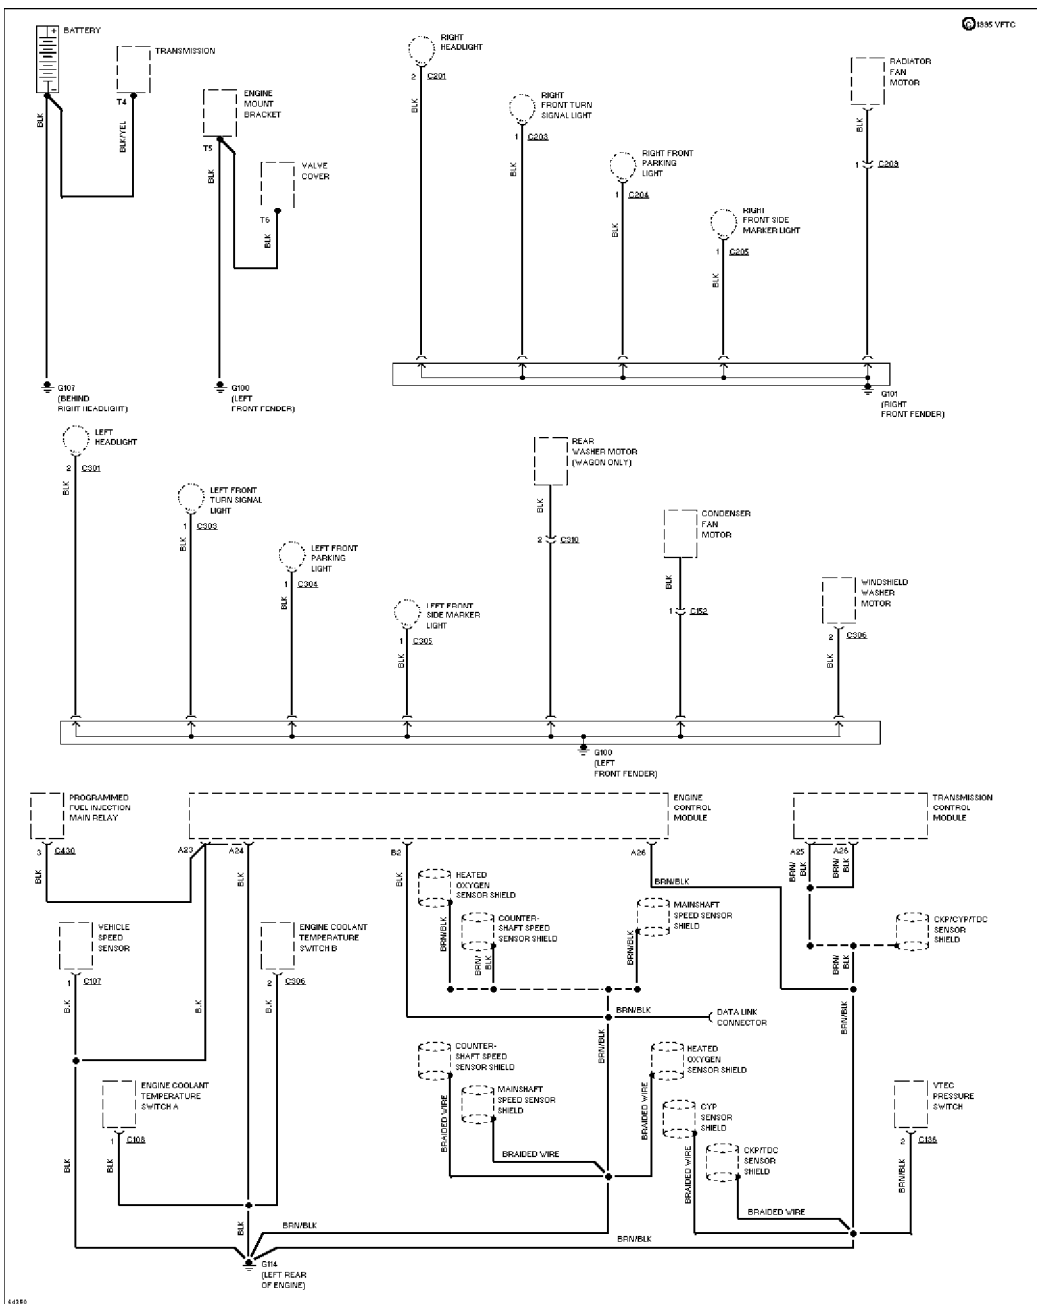 BATTERY
TRANSMISSION
T4
BLK
BLK/YEL
ENGINE
MOUNT
BRACKET
T5
VALVE
COVER
BLK
T6
BLK
G107
(BEHIND
RIGHT HEADLIGHT)
G100
(LEFT
FRONT FENDER)
1995 VFTC
RIGHT
HEADLIGHT
2 C201
BLK
RIGHT
FRONT TURN
SIGNAL LIGHT
1 C203
BLK
RIGHT FRONT
PARKING
LIGHT
1 C204
BLK
RIGHT
FRONT SIDE
MARKER LIGHT
1 C205
BLK
RADIATOR
FAN
MOTOR
BLK
1 C209
G101
(RIGHT
FRONT FENDER)
LEFT
HEADLIGHT
2 C301
BLK
LEFT FRONT
TURN SIGNAL
LIGHT
1 C303
BLK
LEFT FRONT
PARKING
LIGHT
1 C304
BLK
LEFT FRONT
SIDE MARKER
LIGHT
1 C305
BLK
REAR
WASHER MOTOR
(WAGON ONLY)
BLK
2 C310
BLK
CONDENSER
FAN
MOTOR
BLK
1 C152
BLK
WINDSHIELD
WASHER
MOTOR
2 C306
BLK
G100
(LEFT
FRONT FENDER)
PROGRAMMED
FUEL INJECTION
MAIN RELAY
3 C430
BLK
ENGINE
CONTROL
MODULE
A23
A24
BLK
B2
BLK
A26
BRN/BLK
TRANSMISSION
CONTROL
MODULE
A25
BRN/
BLK
A26
BRN/
BLK
HEATED
OXYGEN
SENSOR SHIELD
BRN/BLK
COUNTER-
SHAFT SPEED
SENSOR SHIELD
BRN/
BLK
MAINSHAFT
SPEED SENSOR
SHIELD
BRN/BLK
CKP/CYP/TDC
SENSOR
SHIELD
BRN/
BLK
VEHICLE
SPEED
SENSOR
1 C107
BLK
BLK
ENGINE COOLANT
TEMPERATURE
SWITCH B
2 C906
BLK
BRN/BLK
DATA LINK
CONNECTOR
BRN/BLK
BRN/BLK
ENGINE COOLANT
TEMPERATURE
SWITCH A
1 C108
BLK
BLK
COUNTER-
SHAFT SPEED
SENSOR SHIELD
BRAIDED WIRE
MAINSHAFT
SPEED SENSOR
SHIELD
BRAIDED WIRE
HEATED
OXYGEN
SENSOR SHIELD
BRAIDED WIRE
CYP
SENSOR
SHIELD
BRAIDED WIRE
CKP/TDC
SENSOR
SHIELD
BRAIDED WIRE
VTEC
PRESSURE
SWITCH
2 C136
BRN/BLK
BLK
BRN/BLK
BRN/BLK
G114
(LEFT REAR
OF ENGINE)